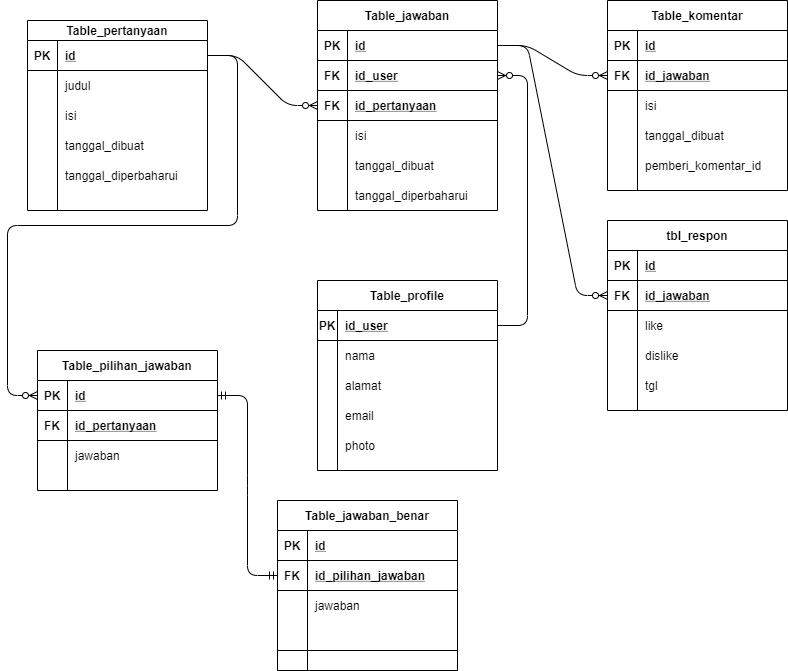 Table_pertanyaan
PK id
judul
isi
tanggal_dibuat
tanggal_diperbaharui
Table_jawaban
PK id
FK id_user
FK id_pertanyaan
isi
tanggal_dibuat
tanggal_diperbaharui
Table_komentar
PK id
FK id_jawaban
isi
tanggal_dibuat
pemberi_komentar_id
tbl_respon
PK id
FK id_jawaban
like
dislike
tgl
Table_profile
PK id_user
nama
alamat
email
photo
Table_pilihan_jawaban
PK id
FK id_pertanyaan
jawaban
Table_jawaban_benar
PK id
FK id_pilihan_jawaban
jawaban